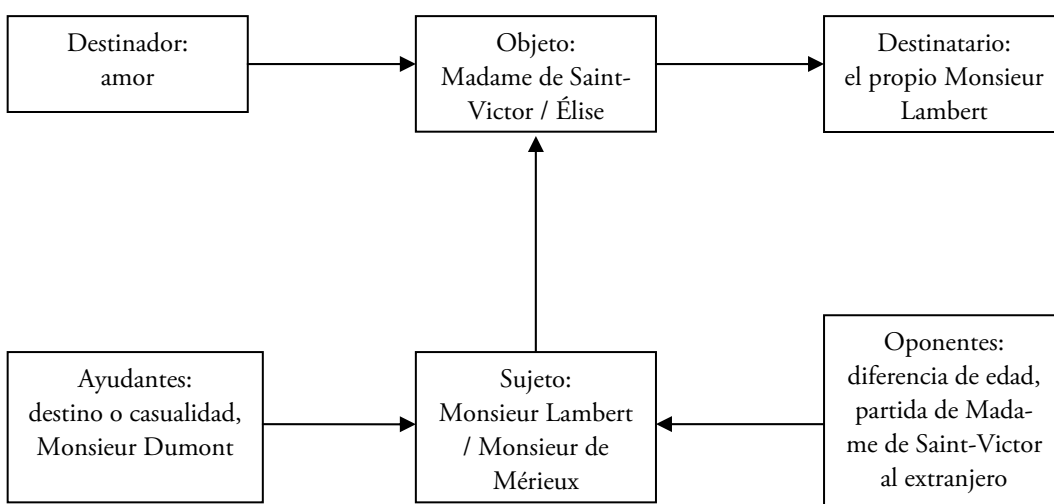 Destinador:
amor
Objeto:
Madame de Saint-
Victor / Élise
Destinatario:
el propio Monsieur
Lambert
Ayudantes:
destino o casualidad,
Monsieur Dumont
Sujeto:
Monsieur Lambert
/ Monsieur de
Mérieux
Oponentes:
diferencia de edad,
partida de Mada-
me de Saint-Victor
al extranjero